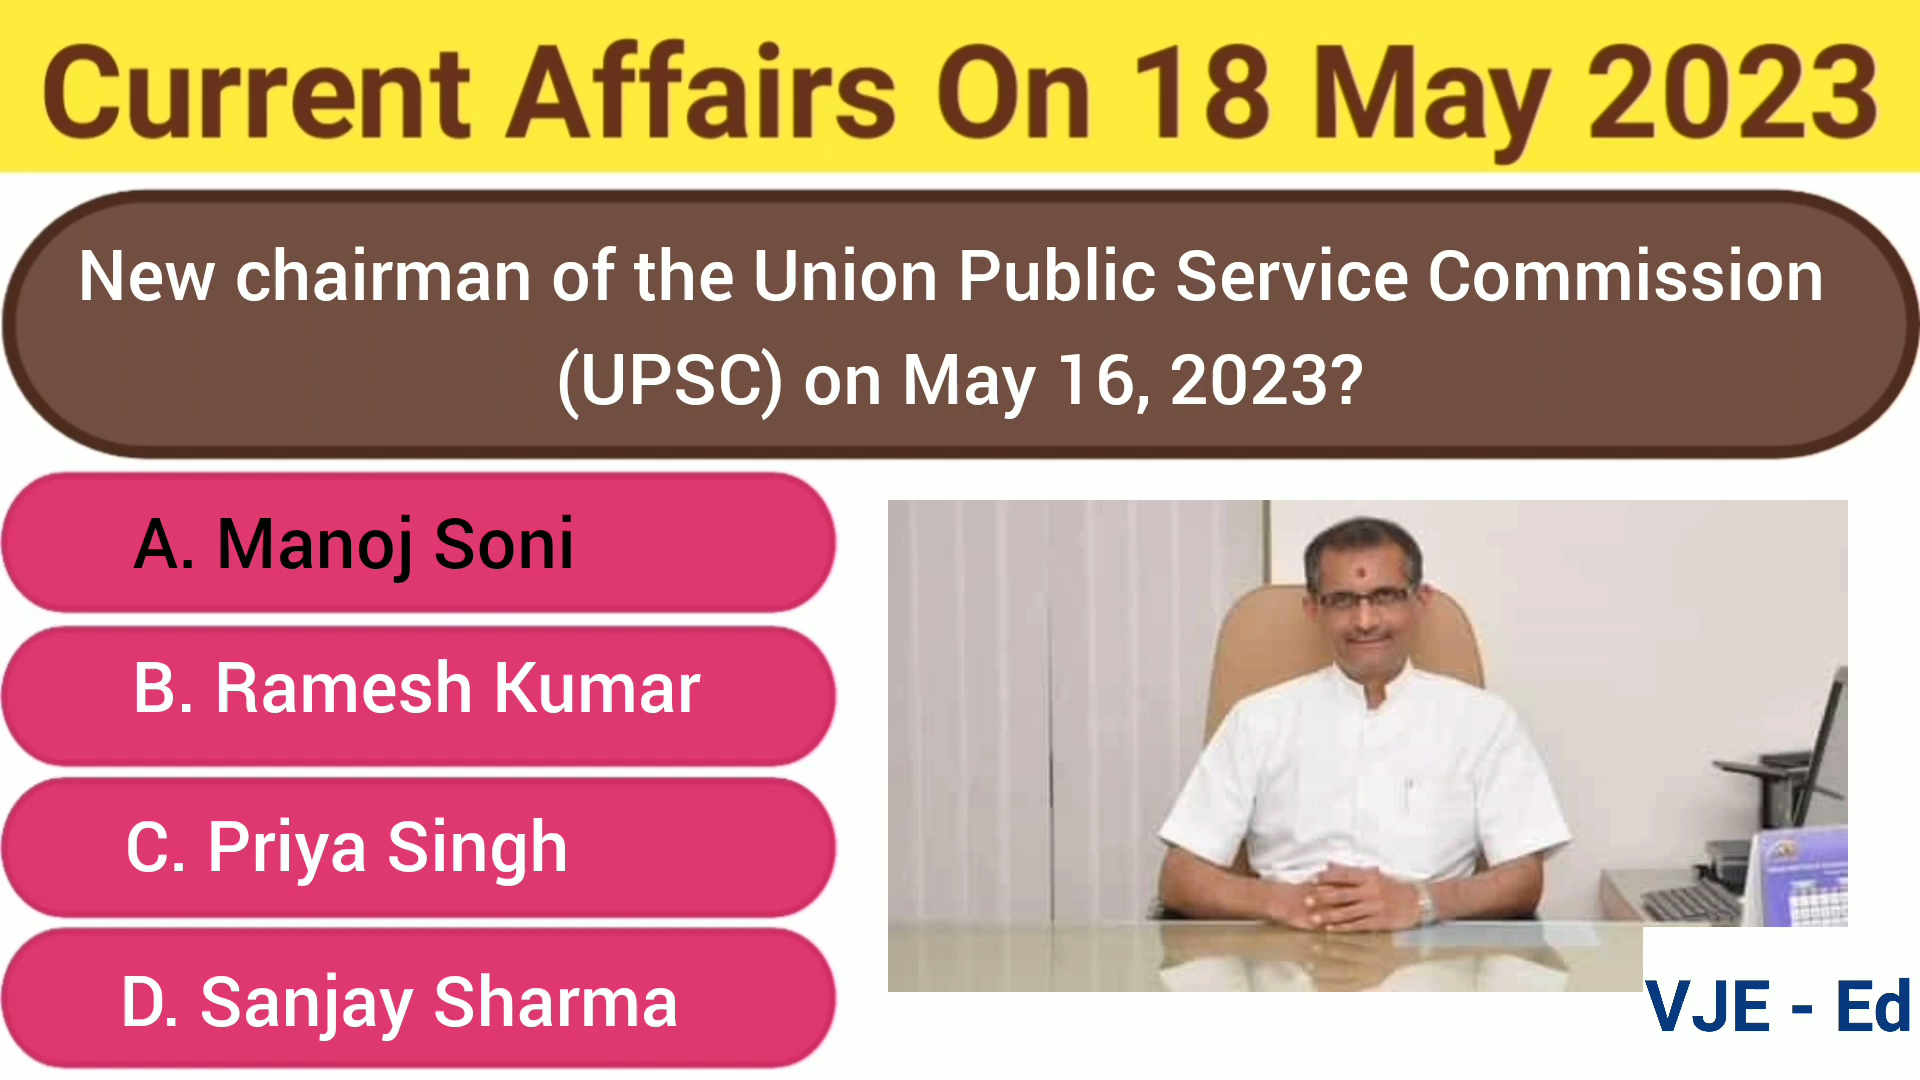 Current Affairs On 18 May 2023
New chairman of the Union Public Service Commission
(UPSC) on May 16, 2023?
A. Manoj Soni
B. Ramesh Kumar
C. Priya Singh
D. Sanjay Sharma
VJE - Ed